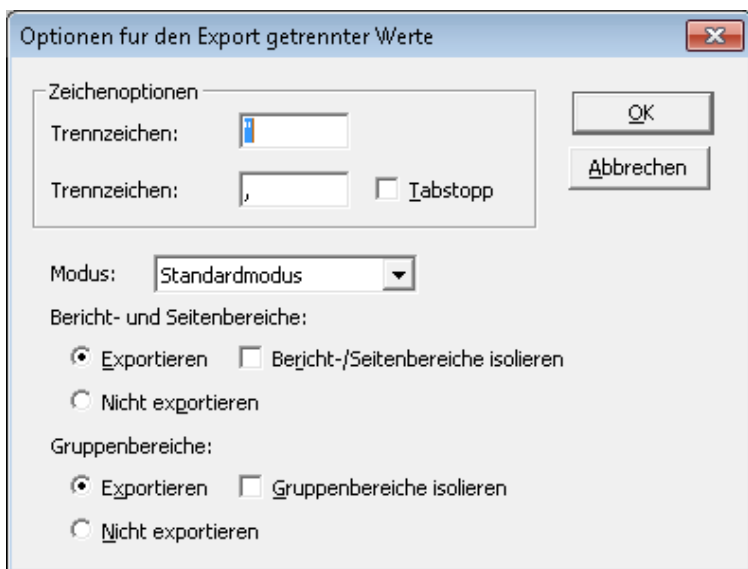 Optionen fur den Export getrennter Werte
Zeichenoptionen
Trennzeichen: "
Trennzeichen: , Tabstopp
OK
Abbrechen
Modus: Standardmodus
Bericht- und Seitenbereiche:
Exportieren Bericht-/Seitenbereiche isolieren
Nicht exportieren
Gruppenbereiche:
Exportieren Gruppenbereiche isolieren
Nicht exportieren